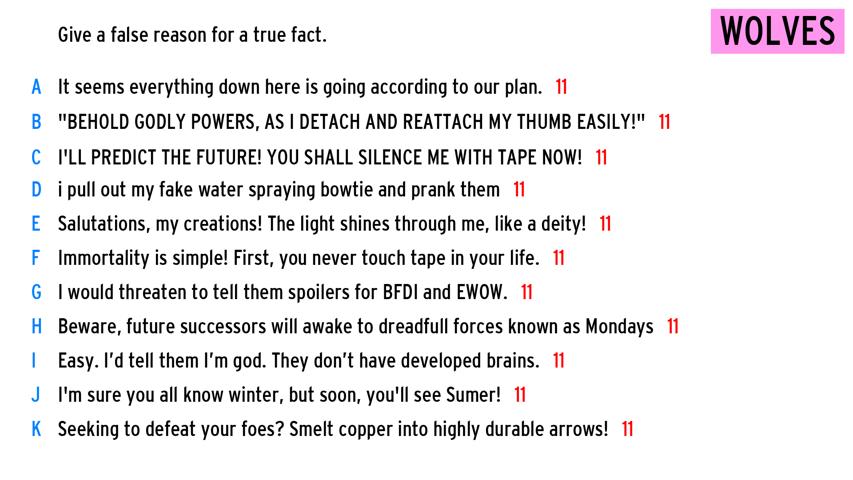 Give a false reason for a true fact.
WOLVES
A It seems everything down here is going according to our plan. 11
B "BEHOLD GODLY POWERS, AS I DETACH AND REATTACH MY THUMB EASILY!" 11
C I'LL PREDICT THE FUTURE! YOU SHALL SILENCE ME WITH TAPE NOW! 11
D i pull out my fake water spraying bowtie and prank them 11
E Salutations, my creations! The light shines through me, like a deity! 11
F Immortality is simple! First, you never touch tape in your life. 11
G I would threaten to tell them spoilers for BFDI and EWOW. 11
H Beware, future successors will awake to dreadfull forces known as Mondays 11
I Easy. I’d tell them I’m god. They don’t have developed brains. 11
J I'm sure you all know winter, but soon, you'll see Sumer! 11
K Seeking to defeat your foes? Smelt copper into highly durable arrows! 11